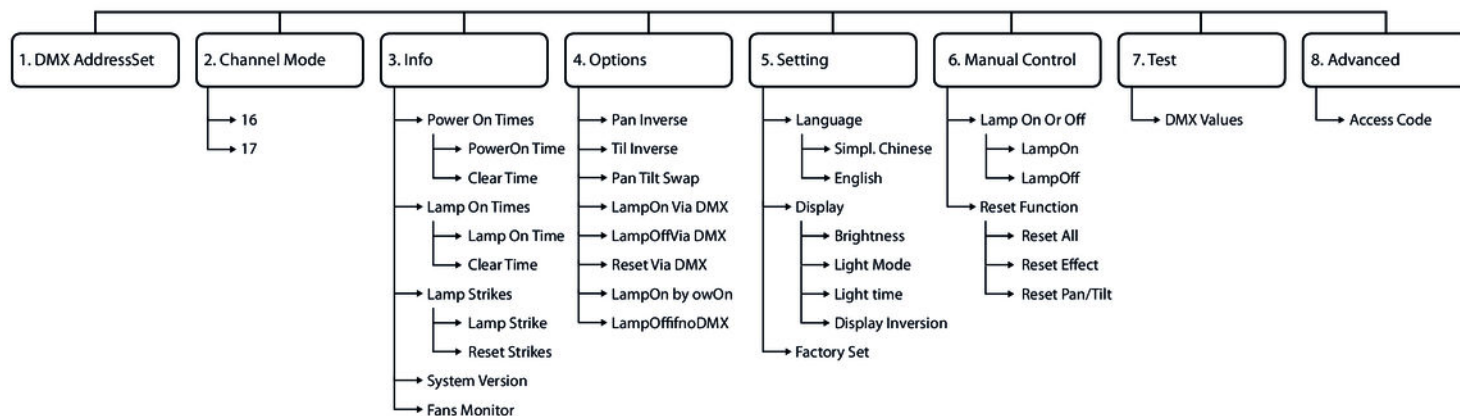 1. DMX AddressSet
2. Channel Mode
16
17
3. Info
Power On Times
PowerOn Time
Clear Time
Lamp On Times
Lamp On Time
Clear Time
Lamp Strikes
Lamp Strike
Reset Strikes
System Version
Fans Monitor
4. Options
Pan Inverse
Til Inverse
Pan Tilt Swap
LampOn Via DMX
LampOffVia DMX
Reset Via DMX
LampOn by owOn
LampOffifnoDMX
5. Setting
Language
Simpl. Chinese
English
Display
Brightness
Light Mode
Light time
Display Inversion
Factory Set
6. Manual Control
Lamp On Or Off
LampOn
LampOff
Reset Function
Reset All
Reset Effect
Reset Pan/Tilt
7. Test
DMX Values
8. Advanced
Access Code